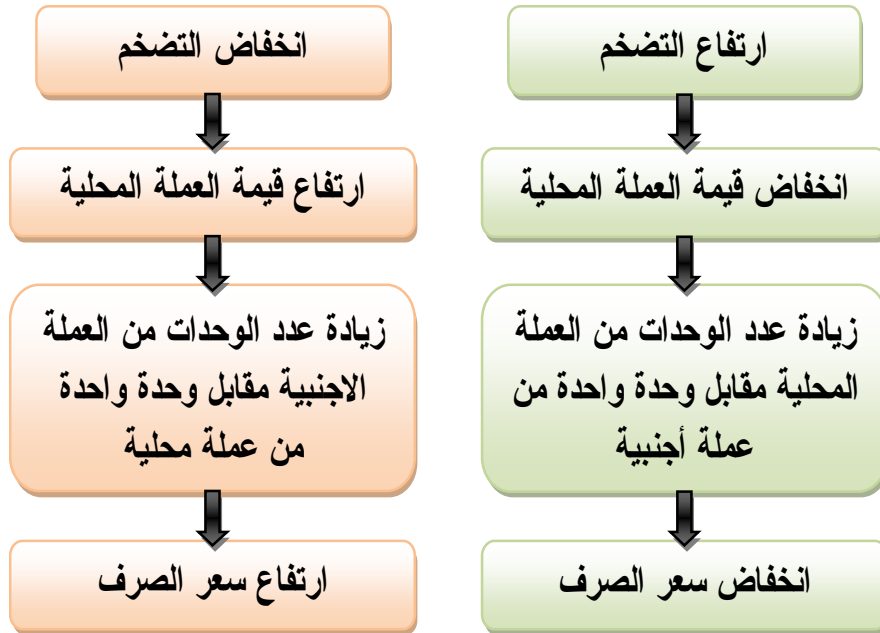 ارتفاع التضخم
انخفاض قيمة العملة المحلية
زيادة عدد الوحدات من العملة
المحلية مقابل وحدة واحدة من
عملة أجنبية
انخفاض سعر الصرف
انخفاض التضخم
ارتفاع قيمة العملة المحلية
زيادة عدد الوحدات من العملة
الاجنبية مقابل وحدة واحدة
من عملة محلية
ارتفاع سعر الصرف